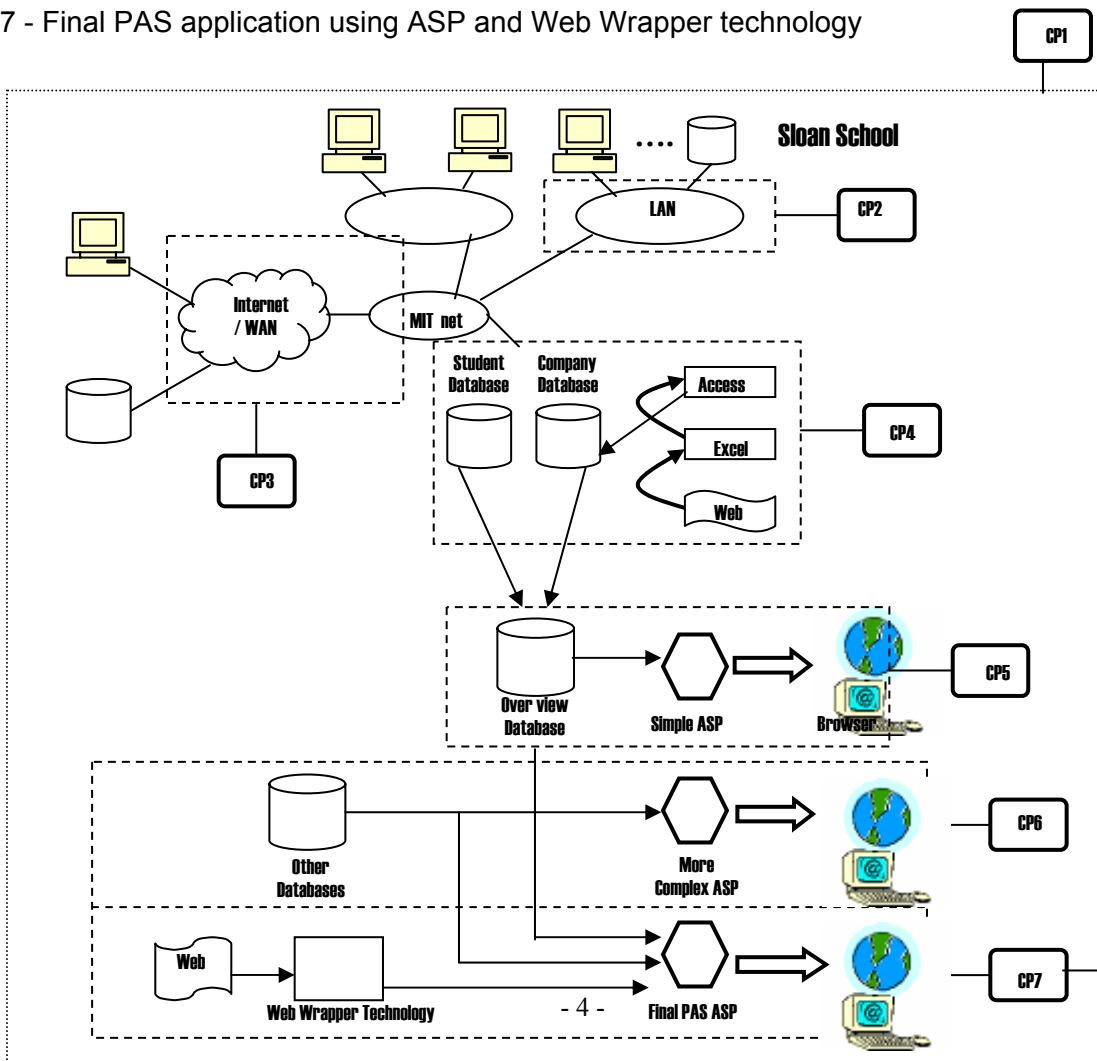 7 - Final PAS application using ASP and Web Wrapper technology
CP1
Sloan School
....
LAN
CP2
Internet
/ WAN
MIT net
Student
Database
Company
Database
Access
Excel
Web
CP4
CP3
Over view
Database
Simple ASP
Browser
CP5
Other
Databases
More
Complex ASP
CP6
Web
Web Wrapper Technology
- 4 -
Final PAS ASP
CP7
@
@
@